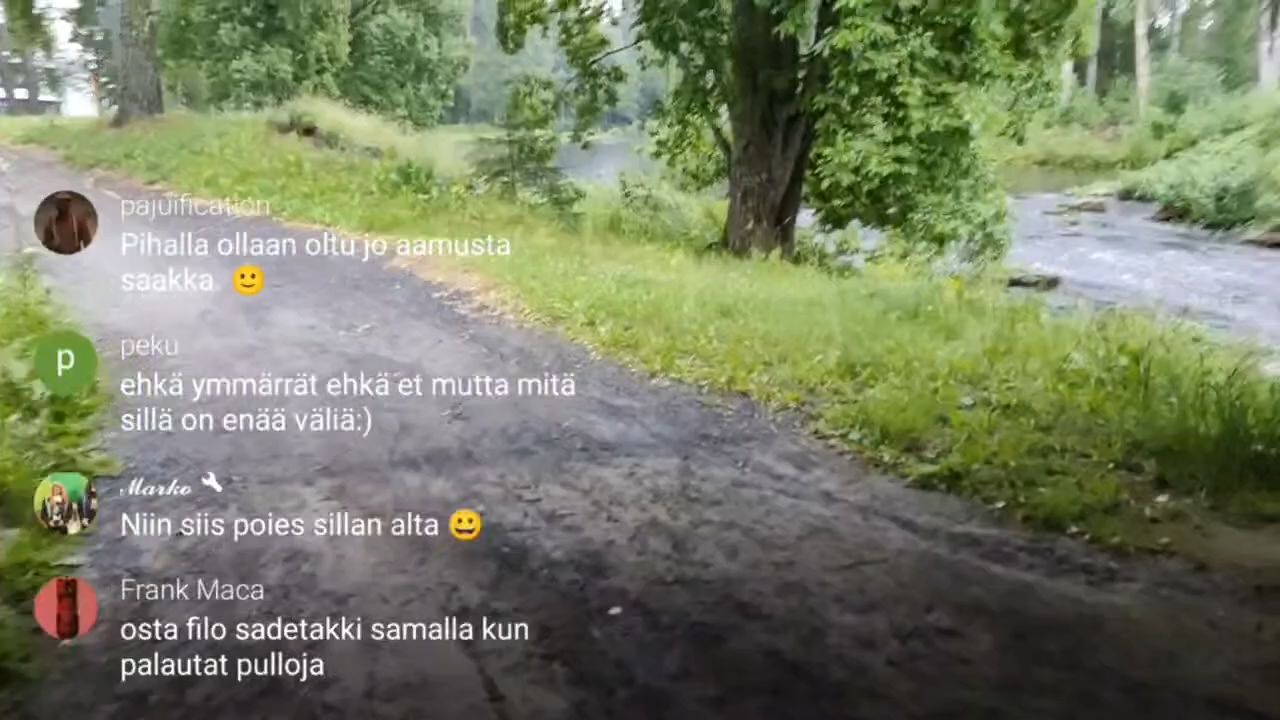 pajuification
Pihalla ollaan oltu jo aamusta
saakka 🙂
p
peku
ehkä ymmärrät ehkä et mutta mitä
sillä on enää väliä:)
Marko
Niin siis poies sillan alta 😀
Frank Maca
osta filo sadetakki samalla kun
palautat pulloja